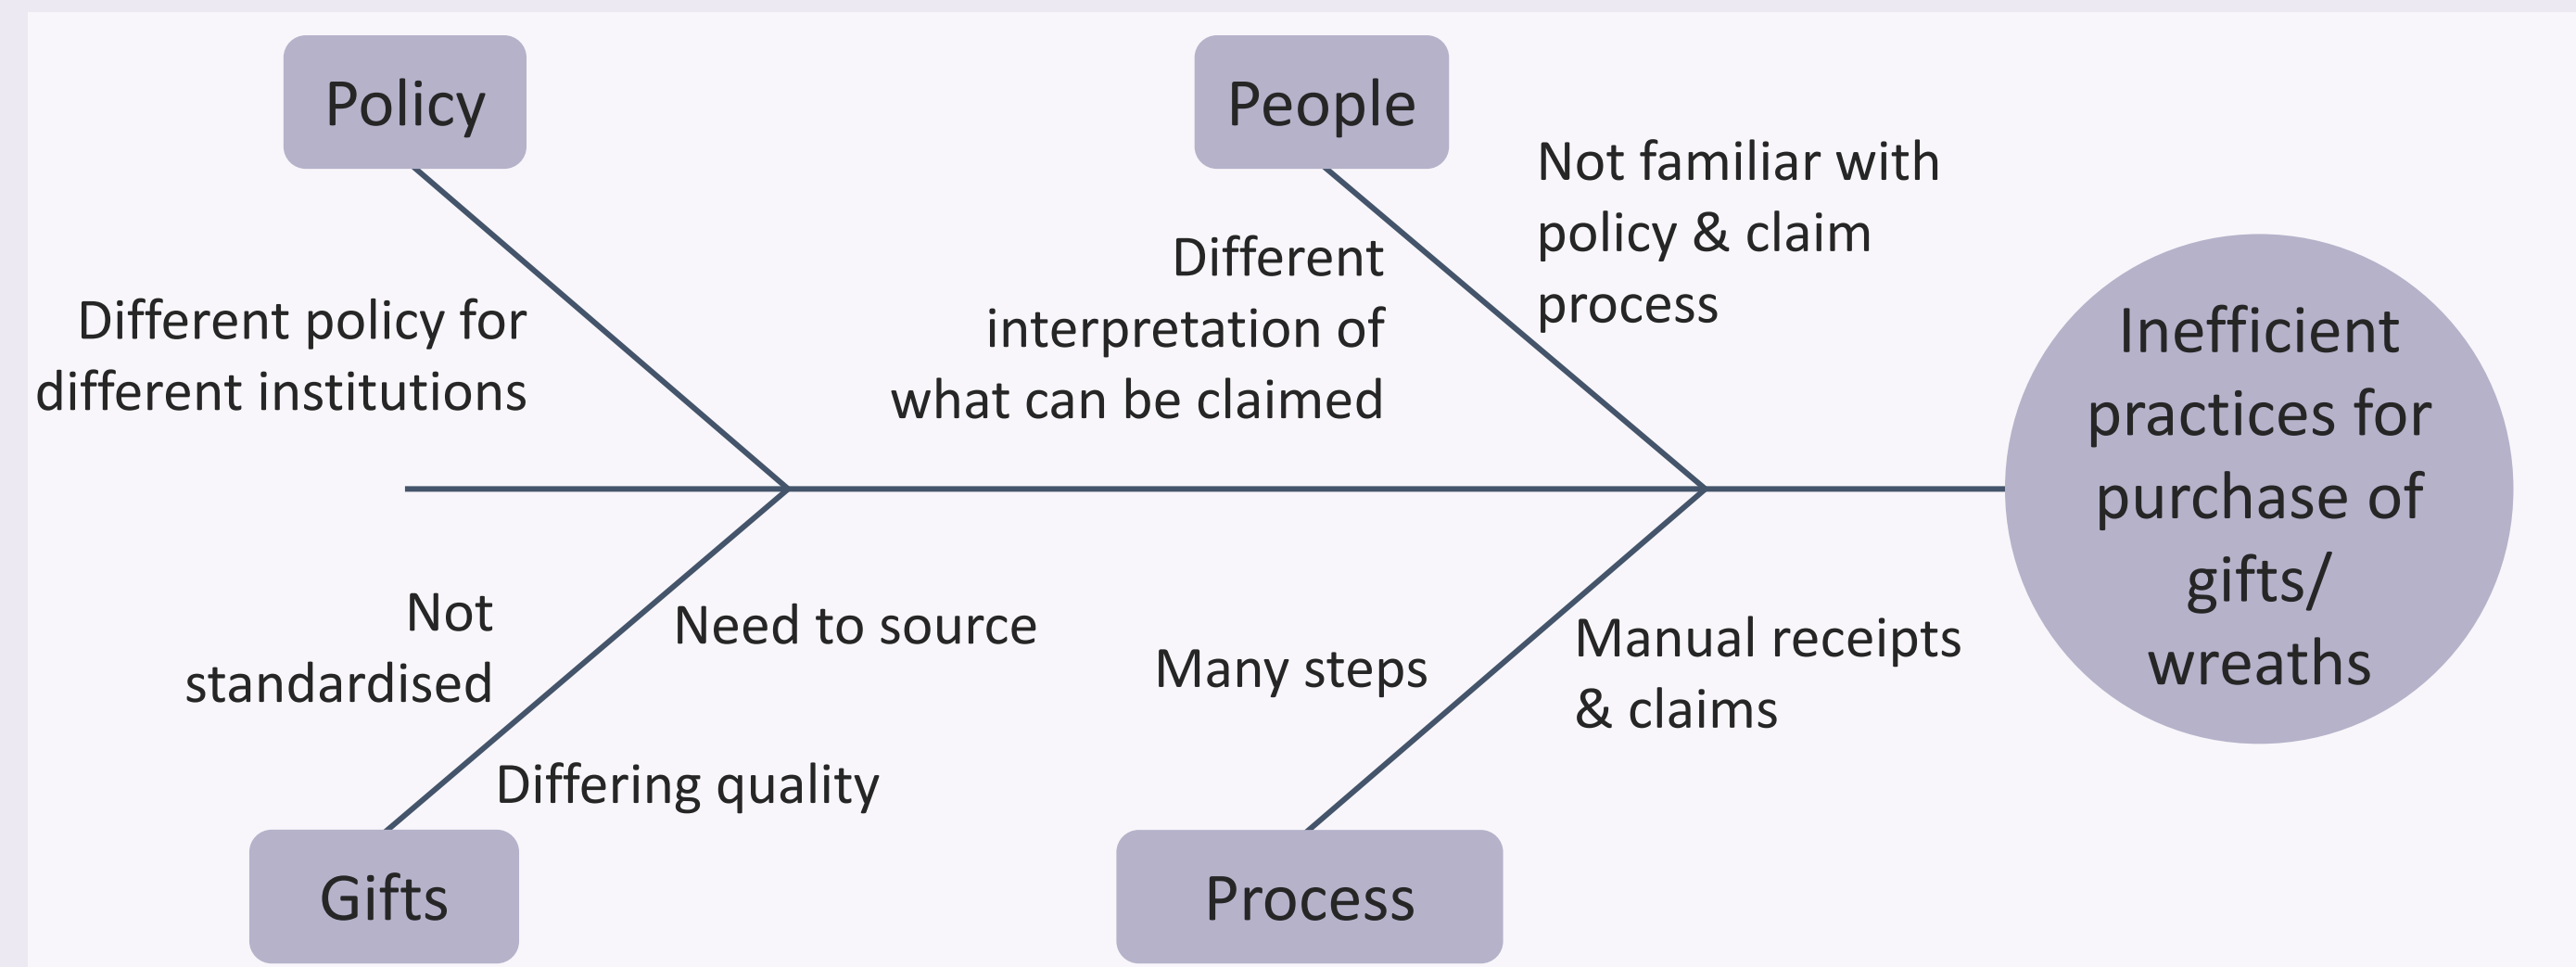 Policy
People
Not familiar with
policy & claim
process
Different
interpretation of
what can be claimed
Different policy for
different institutions
Inefficient
practices for
purchase of
gifts/
wreaths
Not
standardised
Need to source
Differing quality
Many steps
Manual receipts
& claims
Gifts
Process